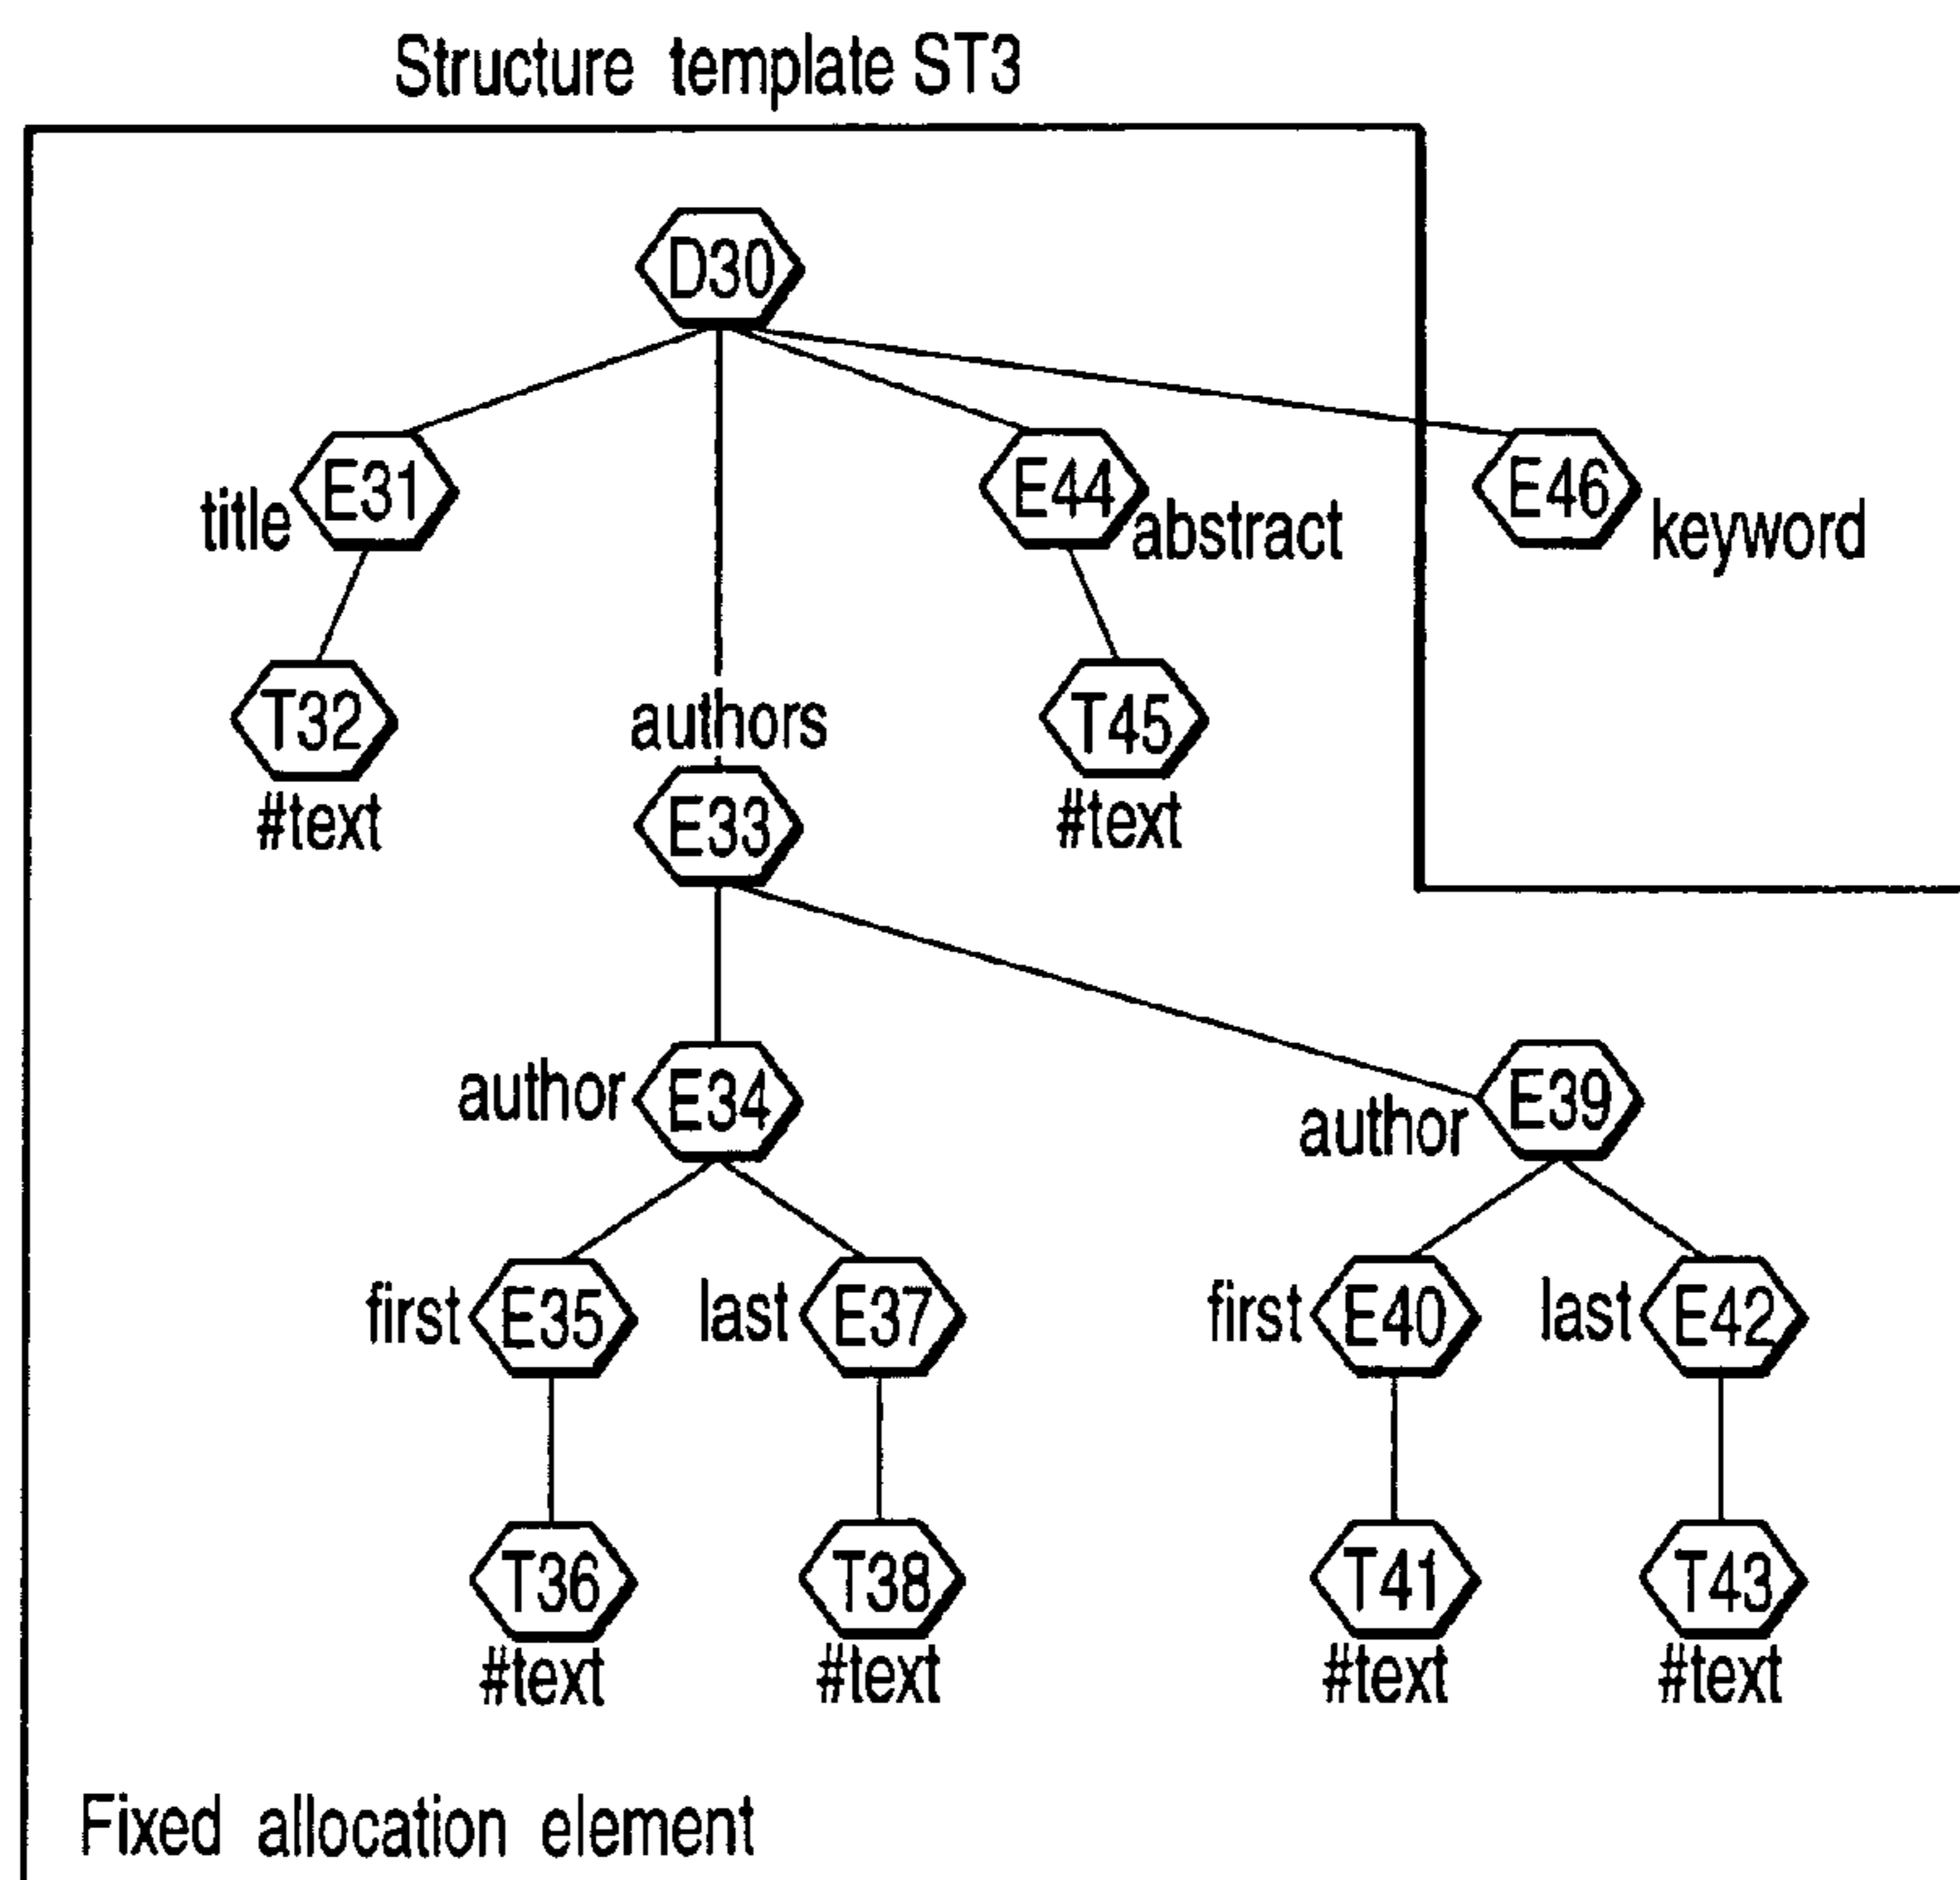 Structure template ST3
D30
E31
title
E44
abstract
E46
keyword
T32
#text
authors
E33
T45
#text
author
E34
author
E39
first
E35
last
E37
first
E40
last
E42
T36
#text
T38
#text
T41
#text
T43
#text
Fixed allocation element